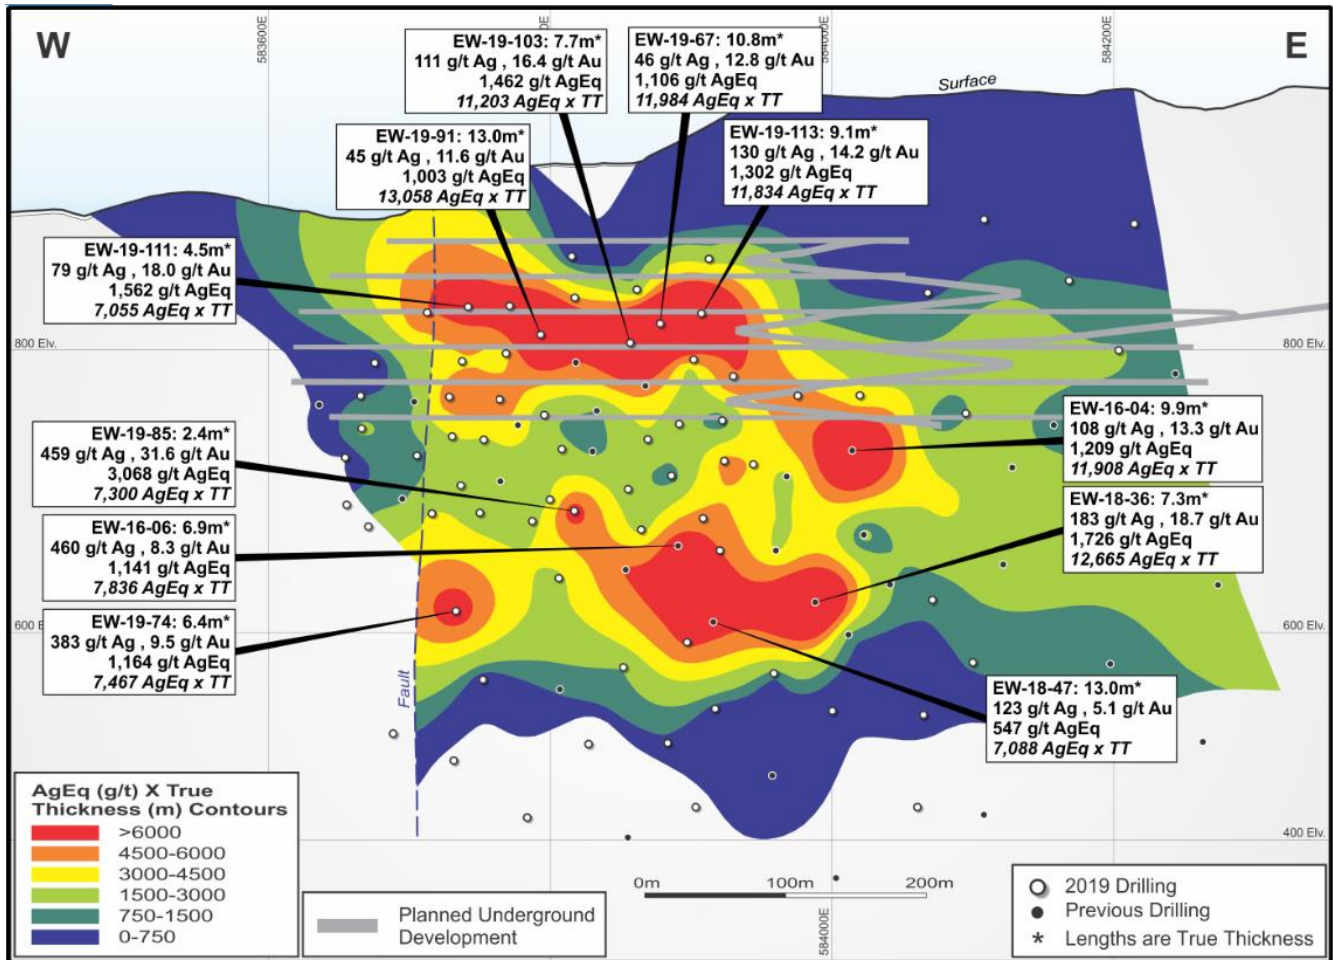 W
E
583600E
584000E
584200E
Surface
EW-19-103: 7.7m*
111 g/t Ag , 16.4 g/t Au
1,462 g/t AgEq
11,203 AgEq x TT
EW-19-67: 10.8m*
46 g/t Ag , 12.8 g/t Au
1,106 g/t AgEq
11,984 AgEq x TT
EW-19-91: 13.0m*
45 g/t Ag , 11.6 g/t Au
1,003 g/t AgEq
13,058 AgEq x TT
EW-19-113: 9.1m*
130 g/t Ag , 14.2 g/t Au
1,302 g/t AgEq
11,834 AgEq x TT
EW-19-111: 4.5m*
79 g/t Ag , 18.0 g/t Au
1,562 g/t AgEq
7,055 AgEq x TT
800 Elv.
800 Elv.
EW-16-04: 9.9m*
108 g/t Ag , 13.3 g/t Au
1,209 g/t AgEq
11,908 AgEq x TT
EW-19-85: 2.4m*
459 g/t Ag , 31.6 g/t Au
3,068 g/t AgEq
7,300 AgEq x TT
EW-18-36: 7.3m*
183 g/t Ag , 18.7 g/t Au
1,726 g/t AgEq
12,665 AgEq x TT
EW-16-06: 6.9m*
460 g/t Ag , 8.3 g/t Au
1,141 g/t AgEq
7,836 AgEq x TT
EW-19-74: 6.4m*
383 g/t Ag , 9.5 g/t Au
1,164 g/t AgEq
7,467 AgEq x TT
600 E
600 Elv.
Fault
EW-18-47: 13.0m*
123 g/t Ag , 5.1 g/t Au
547 g/t AgEq
7,088 AgEq x TT
400 Elv.
AgEq (g/t) X True
Thickness (m) Contours
>6000
4500-6000
3000-4500
1500-3000
750-1500
0-750
Planned Underground
Development
0m 100m 200m
584000E
2019 Drilling
Previous Drilling
* Lengths are True Thickness